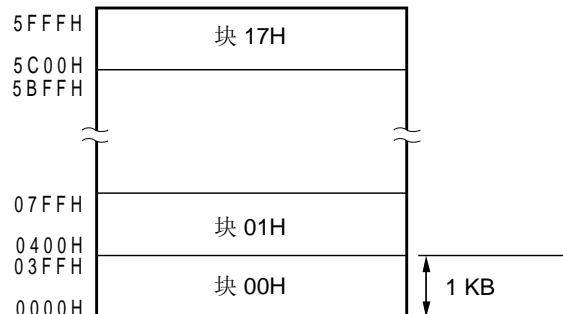 5FFFH
块 17H
5C00H
5BFFH
07FFH
块 01H
0400H
03FFH
块 00H
1 KB
0000H